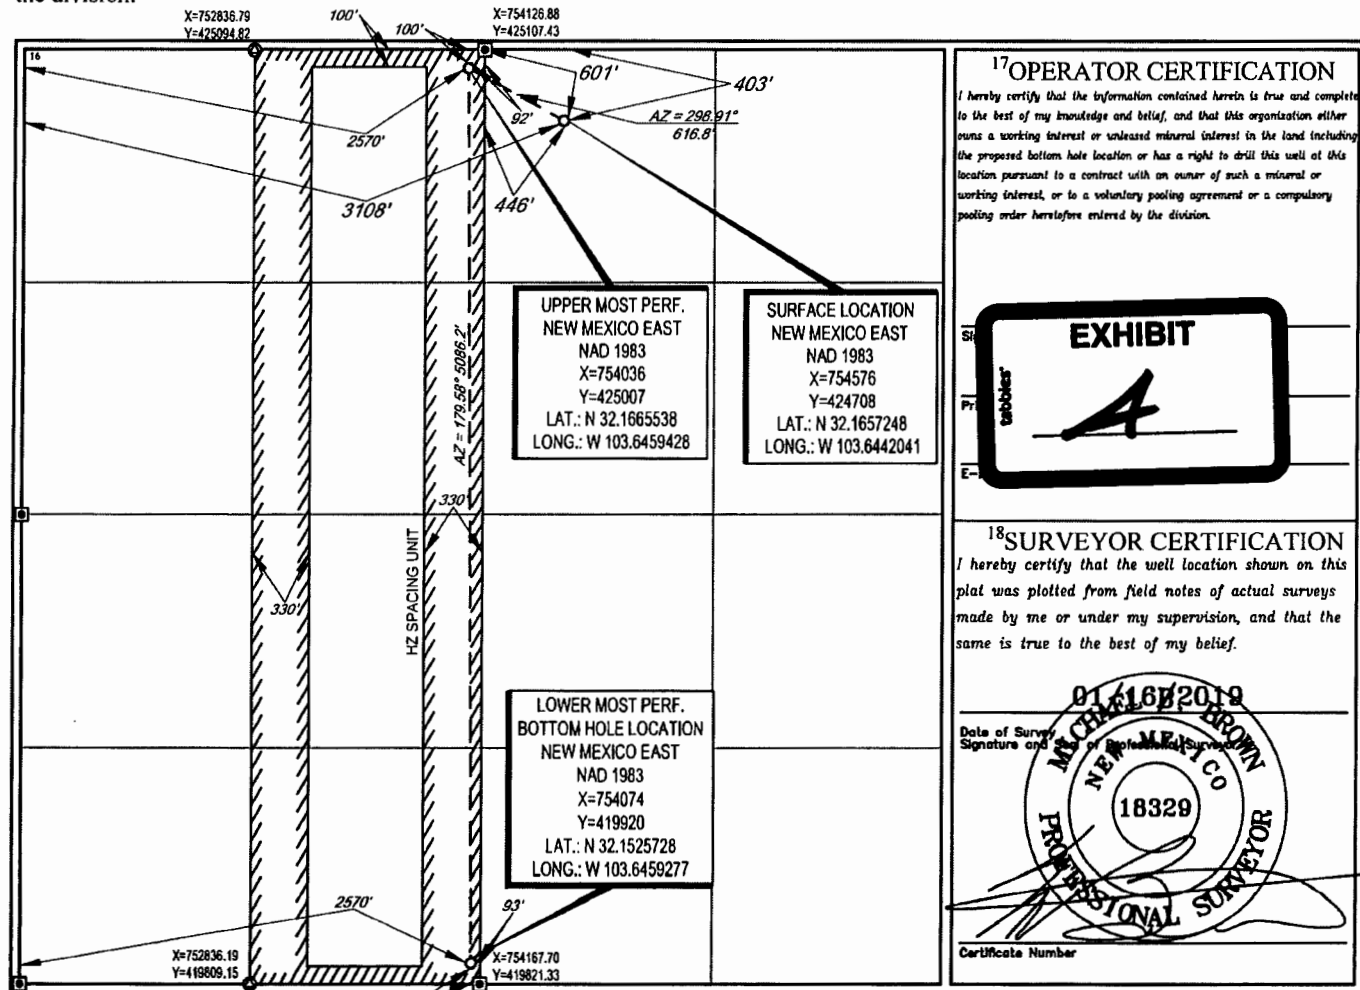 the division.
X=752836.79
Y=425094.82
100'
100'
X=754126.88
Y=425107.43
16
601'
403'
92'
AZ = 298.91°
616.8'
2570'
3108'
446'
UPPER MOST PERF.
NEW MEXICO EAST
NAD 1983
X=754036
Y=425007
LAT.: N 32.1665538
LONG.: W 103.6459428
SURFACE LOCATION
NEW MEXICO EAST
NAD 1983
X=754576
Y=424708
LAT.: N 32.1657248
LONG.: W 103.6442041
AZ = 179.58° 5086.2'
330'
HZ SPACING UNIT
330'
LOWER MOST PERF.
BOTTOM HOLE LOCATION
NEW MEXICO EAST
NAD 1983
X=754074
Y=419920
LAT.: N 32.1525728
LONG.: W 103.6459277
2570'
93'
X=752836.19
Y=419809.15
X=754167.70
Y=419821.33
17 OPERATOR CERTIFICATION
I hereby certify that the information contained herein is true and complete
to the best of my knowledge and belief, and that this organization either
owns a working interest or unleased mineral interest in the land including
the proposed bottom hole location or has a right to drill this well at this
location pursuant to a contract with an owner of such a mineral or
working interest, or to a voluntary pooling agreement or a compulsory
pooling order heretofore entered by the division.
EXHIBIT
tabbies'
4
18 SURVEYOR CERTIFICATION
I hereby certify that the well location shown on this
plat was plotted from field notes of actual surveys
made by me or under my supervision, and that the
same is true to the best of my belief.
01/16/2019
Date of Survey
Signature and Seal of Professional Surveyor
MICHAEL B. BROWN
NEW MEXICO
18329
PROFESSIONAL SURVEYOR
Certificate Number